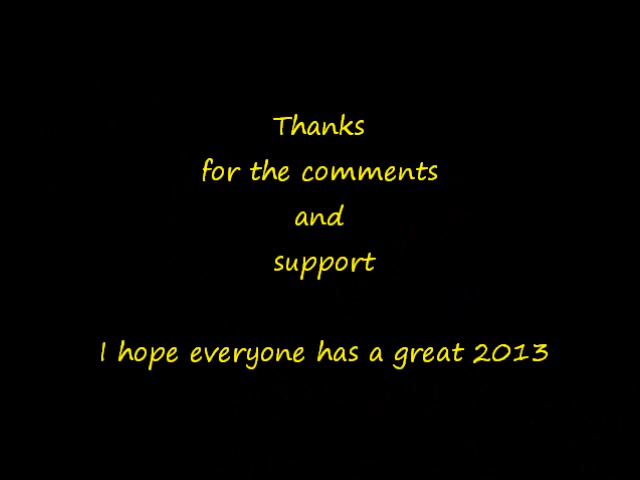 Thanks
for the comments
and
support
I hope everyone has a great 2013